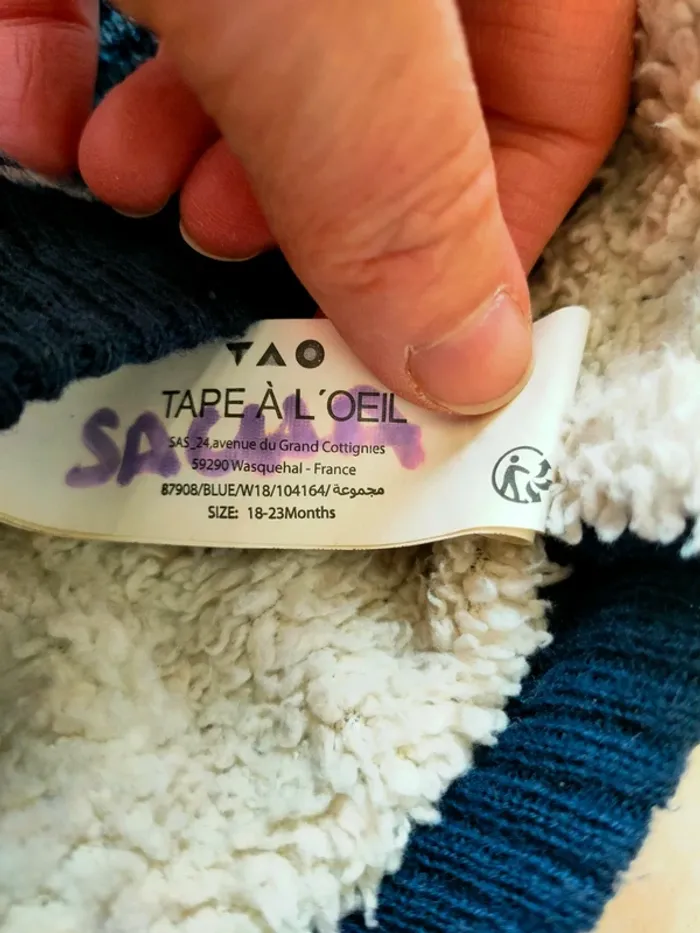 TAO
TAPE À L´OEIL
SAS_24,avenue du Grand Cottignies
59290 Wasquehal - France
87908/BLUE/W18/104164/ مجموعة
SIZE: 18-23Months